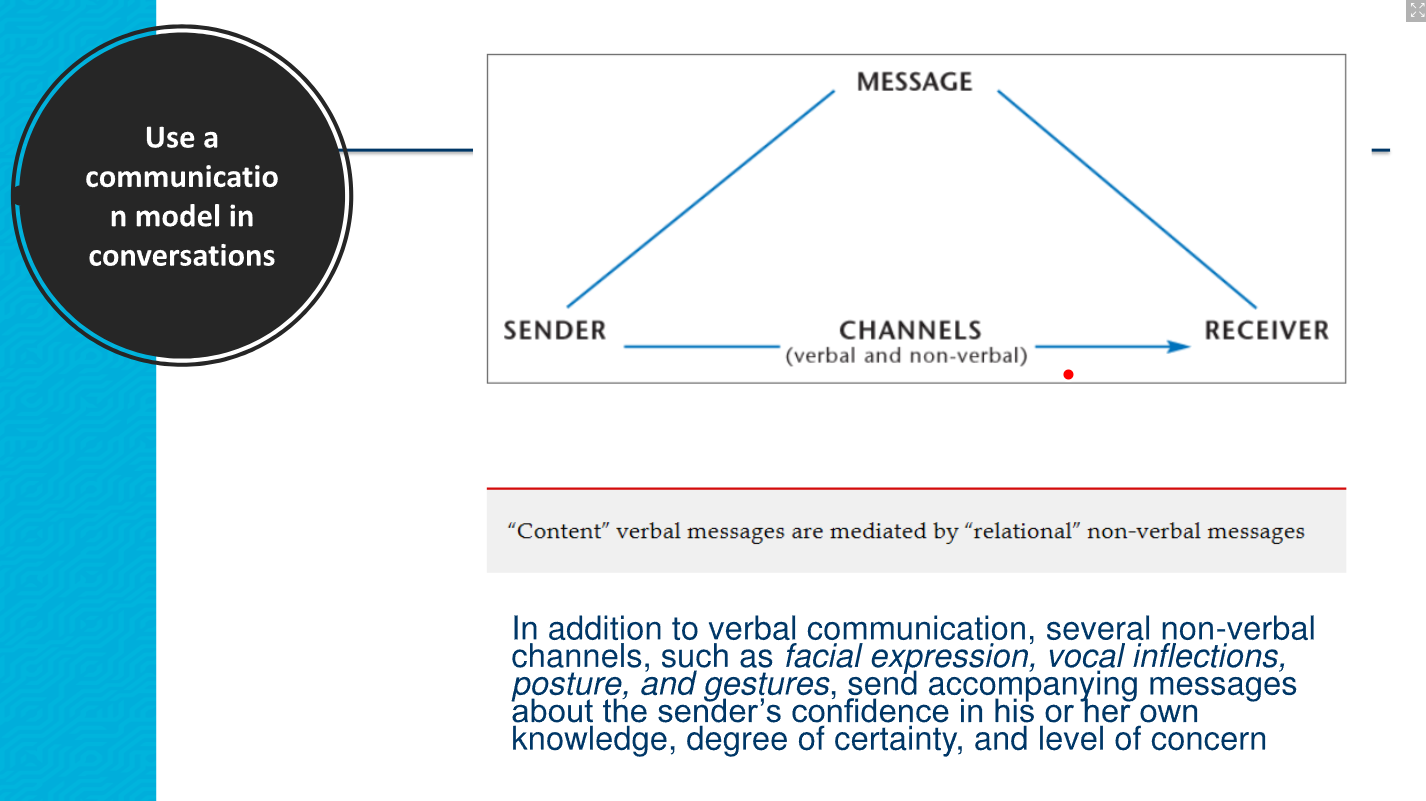 Use a
communicatio
n model in
conversations
MESSAGE
SENDER
CHANNELS
(verbal and non-verbal)
RECEIVER
“Content” verbal messages are mediated by “relational” non-verbal messages
In addition to verbal communication, several non-verbal
channels, such as facial expression, vocal inflections,
posture, and gestures, send accompanying messages
about the sender’s confidence in his or her own
knowledge, degree of certainty, and level of concern